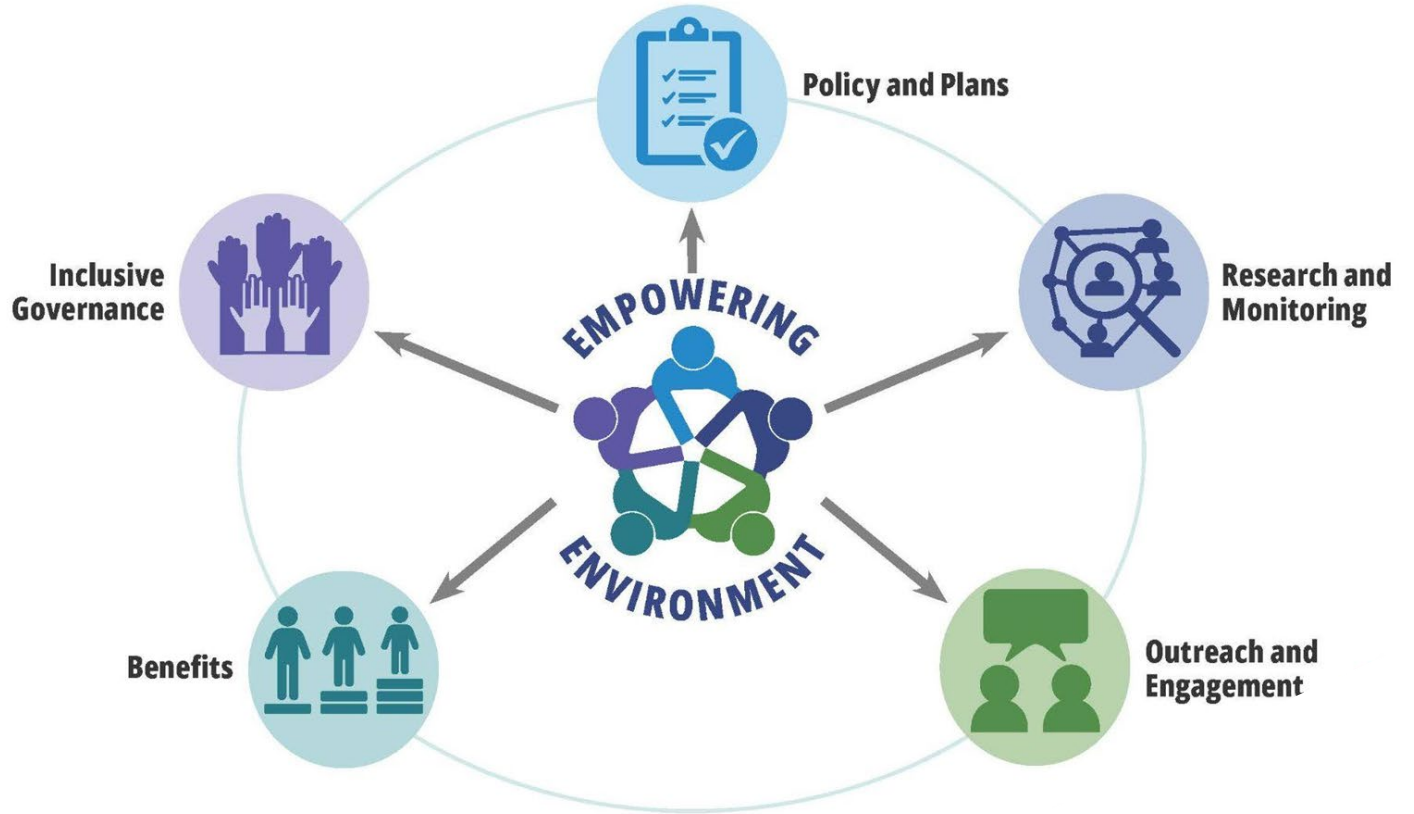 Policy and Plans
Inclusive
Governance
Research and
Monitoring
EMPOWERING
ENVIRONMENT
Benefits
Outreach and
Engagement